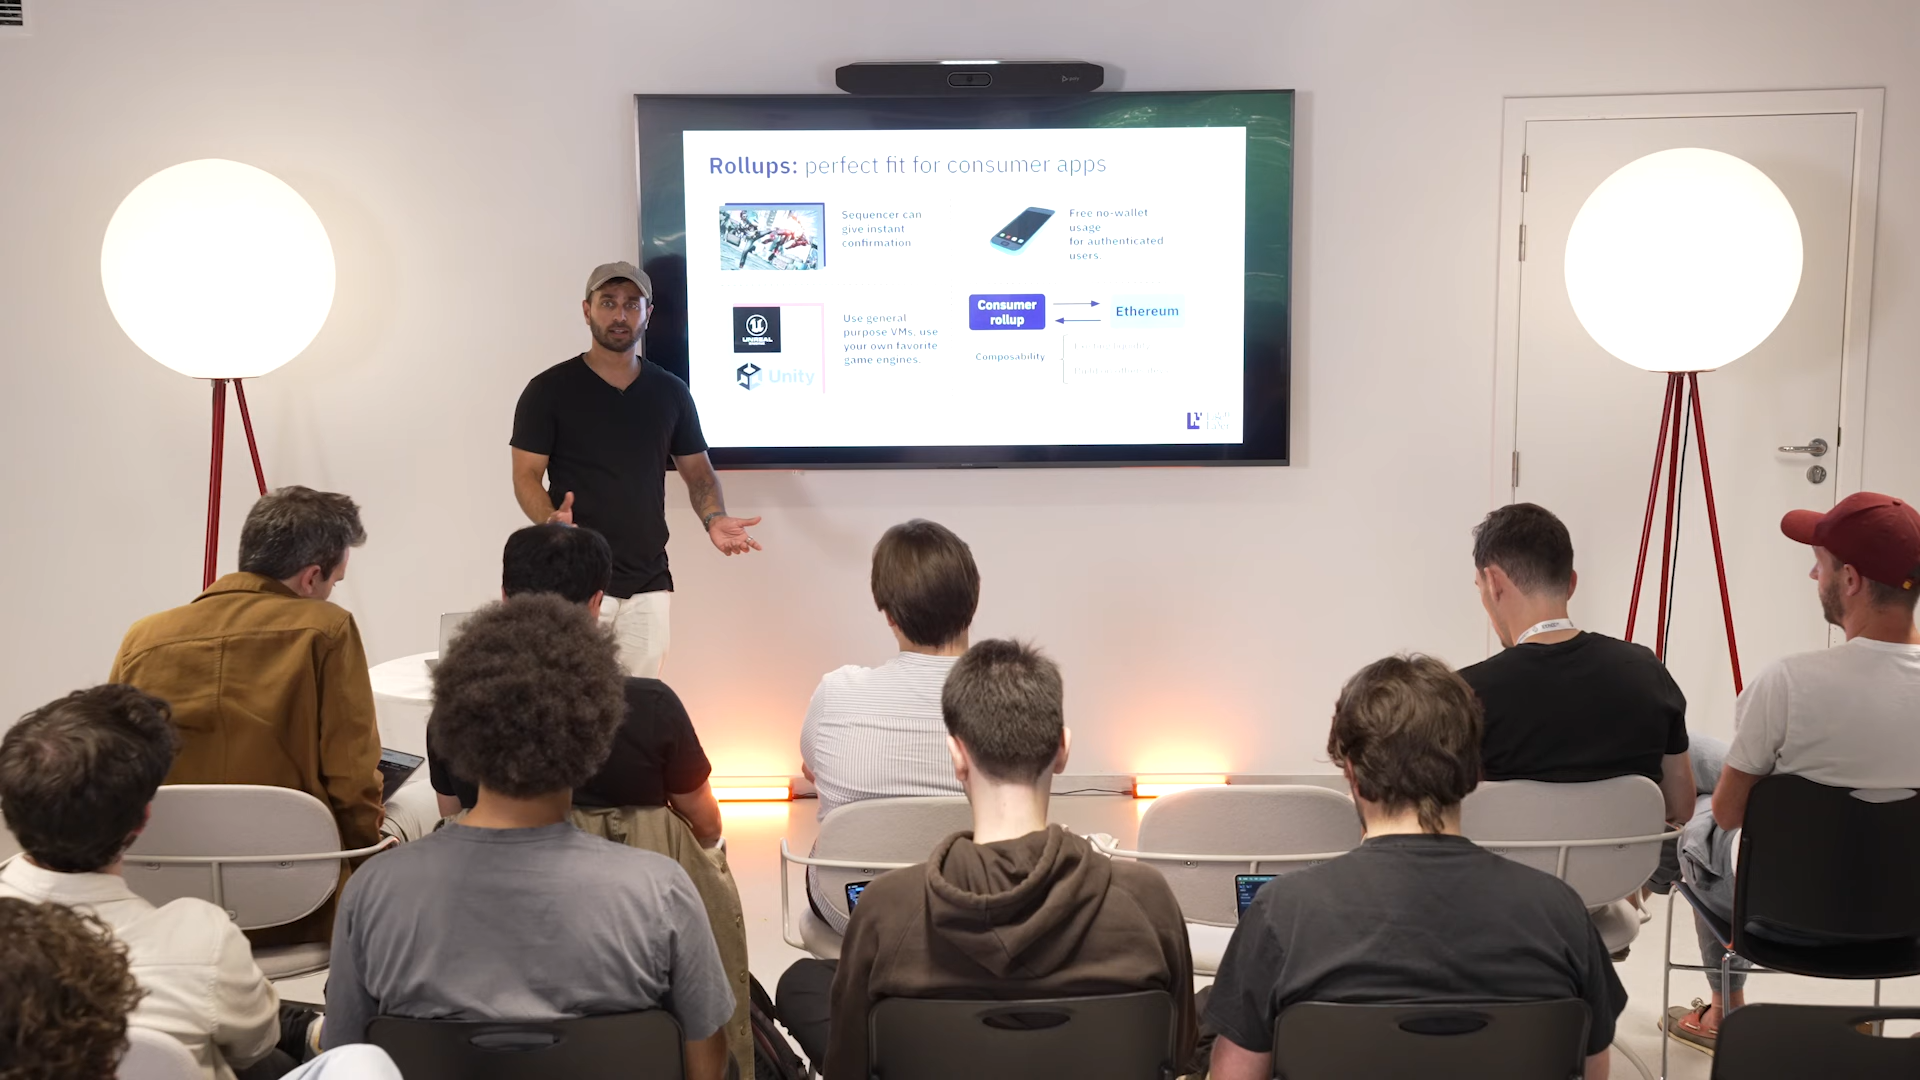 Rollups: perfect fit for consumer apps
Sequencer can
give instant
confirmation
Free no-wallet
usage
for authenticated
users.
UNREAL
Unity
Use general
purpose VMs, use
your own favorite
game engines.
Consumer
rollup
Ethereum
Composability